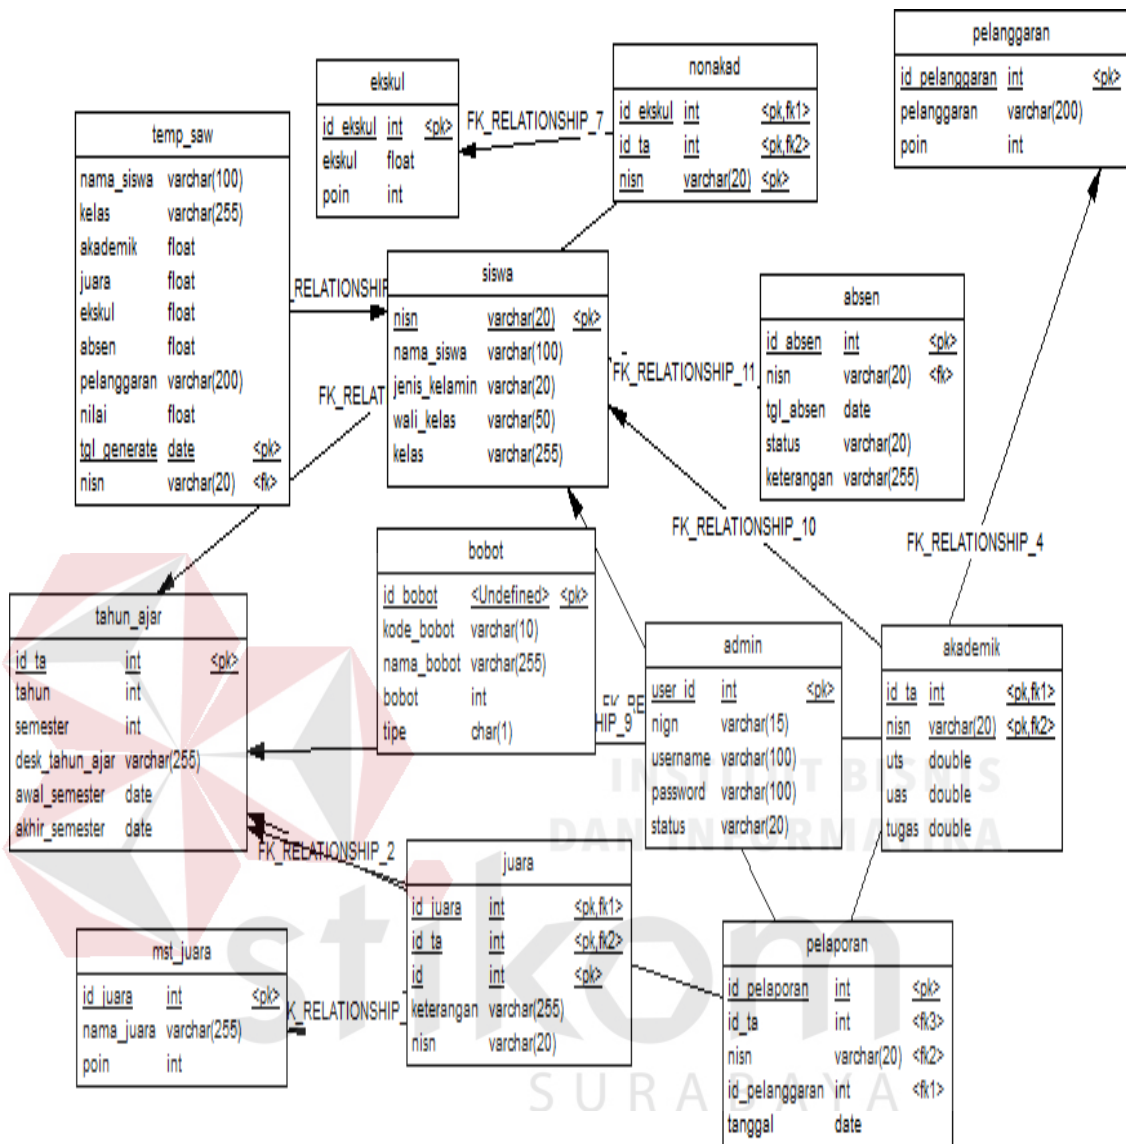 pelanggaran
id_pelanggaran int <pk>
pelanggaran varchar(200)
poin int
nonakad
id_ekskul int <pk,fk1>
id_ta int <pk,fk2>
nisn varchar(20) <pk>
ekskul
id_ekskul int <pk>
ekskul float
poin int
FK_RELATIONSHIP_7
temp_saw
nama_siswa varchar(100)
kelas varchar(255)
akademik float
juara float
ekskul float
absen float
pelanggaran varchar(200)
nilai float
tgl_generate date <pk>
nisn varchar(20) <fk>
_RELATIONSHIP
FK_RELAT
siswa
nisn varchar(20) <pk>
nama_siswa varchar(100)
jenis_kelamin varchar(20)
wali_kelas varchar(50)
kelas varchar(255)
FK_RELATIONSHIP_11
absen
id_absen int <pk>
nisn varchar(20) <fk>
tgl_absen date
status varchar(20)
keterangan varchar(255)
FK_RELATIONSHIP_10
FK_RELATIONSHIP_4
bobot
id_bobot <Undefined> <pk>
kode_bobot varchar(10)
nama_bobot varchar(255)
bobot int
tipe char(1)
HIP_9
tahun_ajar
id_ta int <pk>
tahun int
semester int
desk_tahun_ajar varchar(255)
awal_semester date
akhir_semester date
admin
user_id int <pk>
nign varchar(15)
username varchar(100)
password varchar(100)
status varchar(20)
akademik
id_ta int <pk,fk1>
nisn varchar(20) <pk,fk2>
uts double
uas double
tugas double
INSTITUT BISNIS
DAN INFORMATIKA
FK_RELATIONSHIP_2
juara
id_juara int <pk,fk1>
id_ta int <pk,fk2>
id int <pk>
keterangan varchar(255)
nisn varchar(20)
mst_juara
id_juara int <pk>
nama_juara varchar(255)
poin int
K_RELATIONSHIP_
pelaporan
id_pelaporan int <pk>
id_ta int <fk3>
nisn varchar(20) <fk2>
id_pelanggaran int <fk1>
tanggal date
stikom
SURABAYA